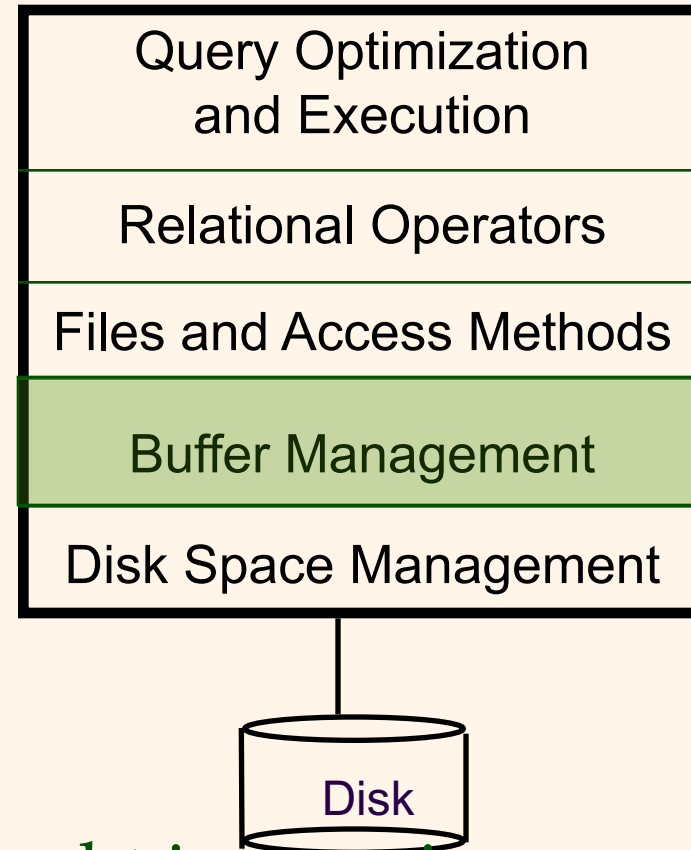 Query Optimization
and Execution
Relational Operators
Files and Access Methods
Buffer Management
Disk Space Management
Disk